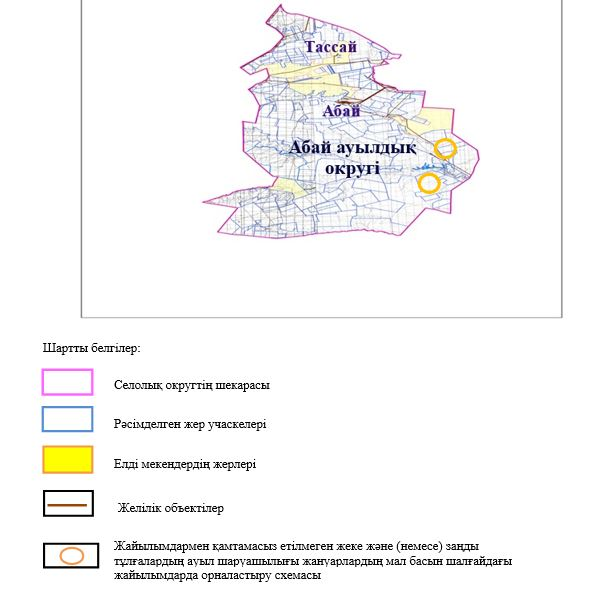 Тассай
Абай
Абай ауылдық
округі
Шартты белгілер:
Селолық округтің шекарасы
Рәсімделген жер учаскелері
Елді мекендердің жерлері
Желілік объектілер
Жайылымдармен қамтамасыз етілмеген жеке және (немесе) заңды
тұлғалардың ауыл шаруашылығы жануарлардың мал басын шалғайдағы
жайылымдарда орналастыру схемасы